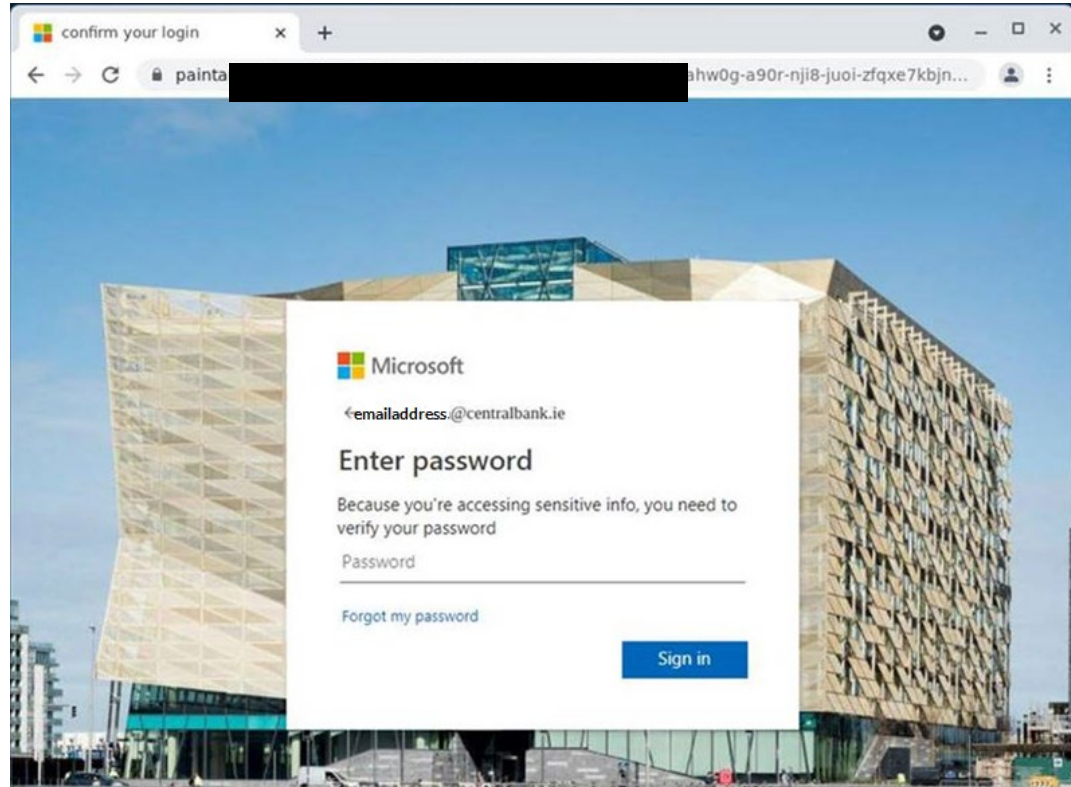 confirm your login
painta
ahw0g-a90r-nji8-juoi-zfqxe7kbjn...
Microsoft
emailaddress.@centralbank.ie
Enter password
Because you're accessing sensitive info, you need to
verify your password
Password
Forgot my password
Sign in